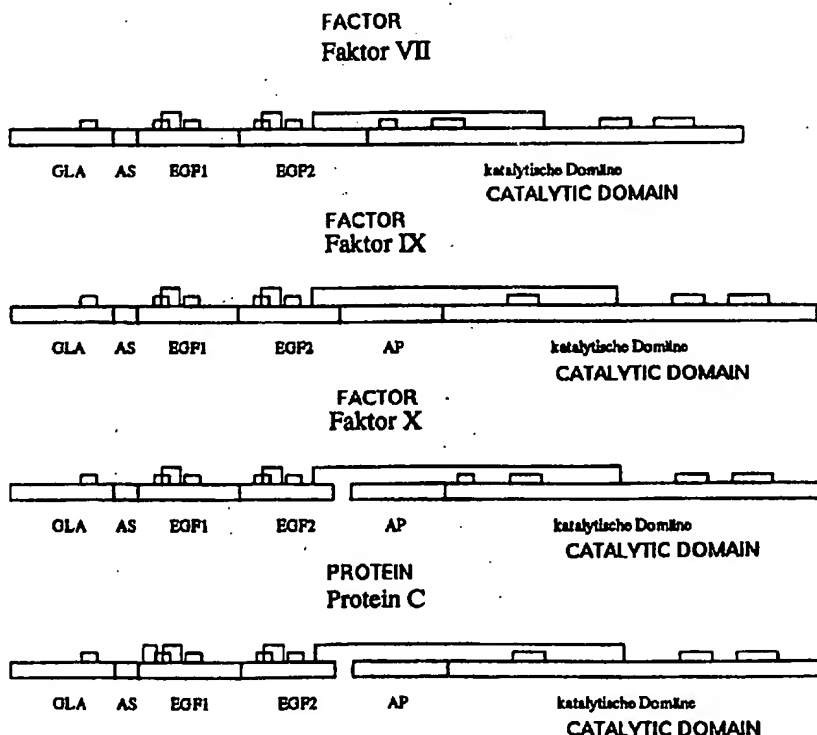 FACTOR
Faktor VII
GLA AS EGF1 EGF2 katalytische Domäne
CATALYTIC DOMAIN
FACTOR
Faktor IX
GLA AS EGF1 EGF2 AP katalytische Domäne
CATALYTIC DOMAIN
FACTOR
Faktor X
GLA AS EGF1 EGF2 AP katalytische Domäne
CATALYTIC DOMAIN
PROTEIN
Protein C
GLA AS EGF1 EGF2 AP katalytische Domäne
CATALYTIC DOMAIN